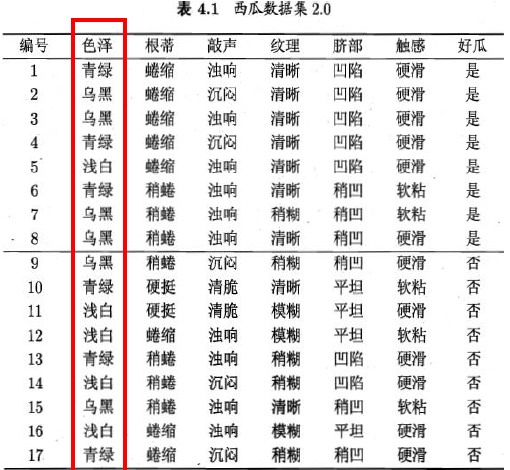 表 4.1 西瓜数据集 2.0
编号 色泽 根蒂 敲声 纹理 脐部 触感 好瓜
1 青绿 蜷缩 浊响 清晰 凹陷 硬滑 是
2 乌黑 蜷缩 沉闷 清晰 凹陷 硬滑 是
3 乌黑 蜷缩 浊响 清晰 凹陷 硬滑 是
4 青绿 蜷缩 沉闷 清晰 凹陷 硬滑 是
5 浅白 蜷缩 浊响 清晰 凹陷 硬滑 是
6 青绿 稍蜷 浊响 清晰 稍凹 软粘 是
7 乌黑 稍蜷 浊响 稍糊 稍凹 软粘 是
8 乌黑 稍蜷 浊响 清晰 稍凹 硬滑 是
9 乌黑 稍蜷 沉闷 稍糊 稍凹 硬滑 否
10 青绿 硬挺 清脆 清晰 平坦 软粘 否
11 浅白 硬挺 清脆 模糊 平坦 硬滑 否
12 浅白 蜷缩 浊响 模糊 平坦 软粘 否
13 青绿 稍蜷 浊响 稍糊 凹陷 硬滑 否
14 浅白 稍蜷 沉闷 稍糊 凹陷 硬滑 否
15 乌黑 稍蜷 浊响 清晰 稍凹 软粘 否
16 浅白 蜷缩 浊响 模糊 平坦 硬滑 否
17 青绿 蜷缩 沉闷 稍糊 稍凹 硬滑 否